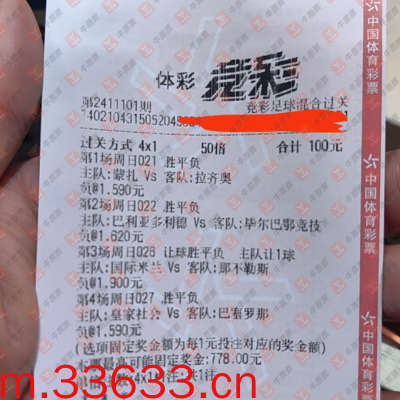 体彩 竞彩
第2411101期 竞彩足球混合过关
过关方式 4x1 50倍 合计 100元
第1场周日021 胜平负
主队:蒙扎 Vs 客队:拉齐奥
负@1.590元
第2场周日022 胜平负
主队:巴利亚多利德 Vs 客队:毕尔巴鄂竞技
负@1.620元
第3场周日026 让球胜平负 主队让1球
主队:国际米兰 Vs 客队:那不勒斯
负@1.900元
第4场周日027 胜平负
主队:皇家社会 Vs 客队:巴塞罗那
负@1.590元
(选项固定奖金额为每1元投注对应的奖金额)
本票最高可能固定奖金:778.00元
m.33633.cn
中国体育彩票
中国体育彩票